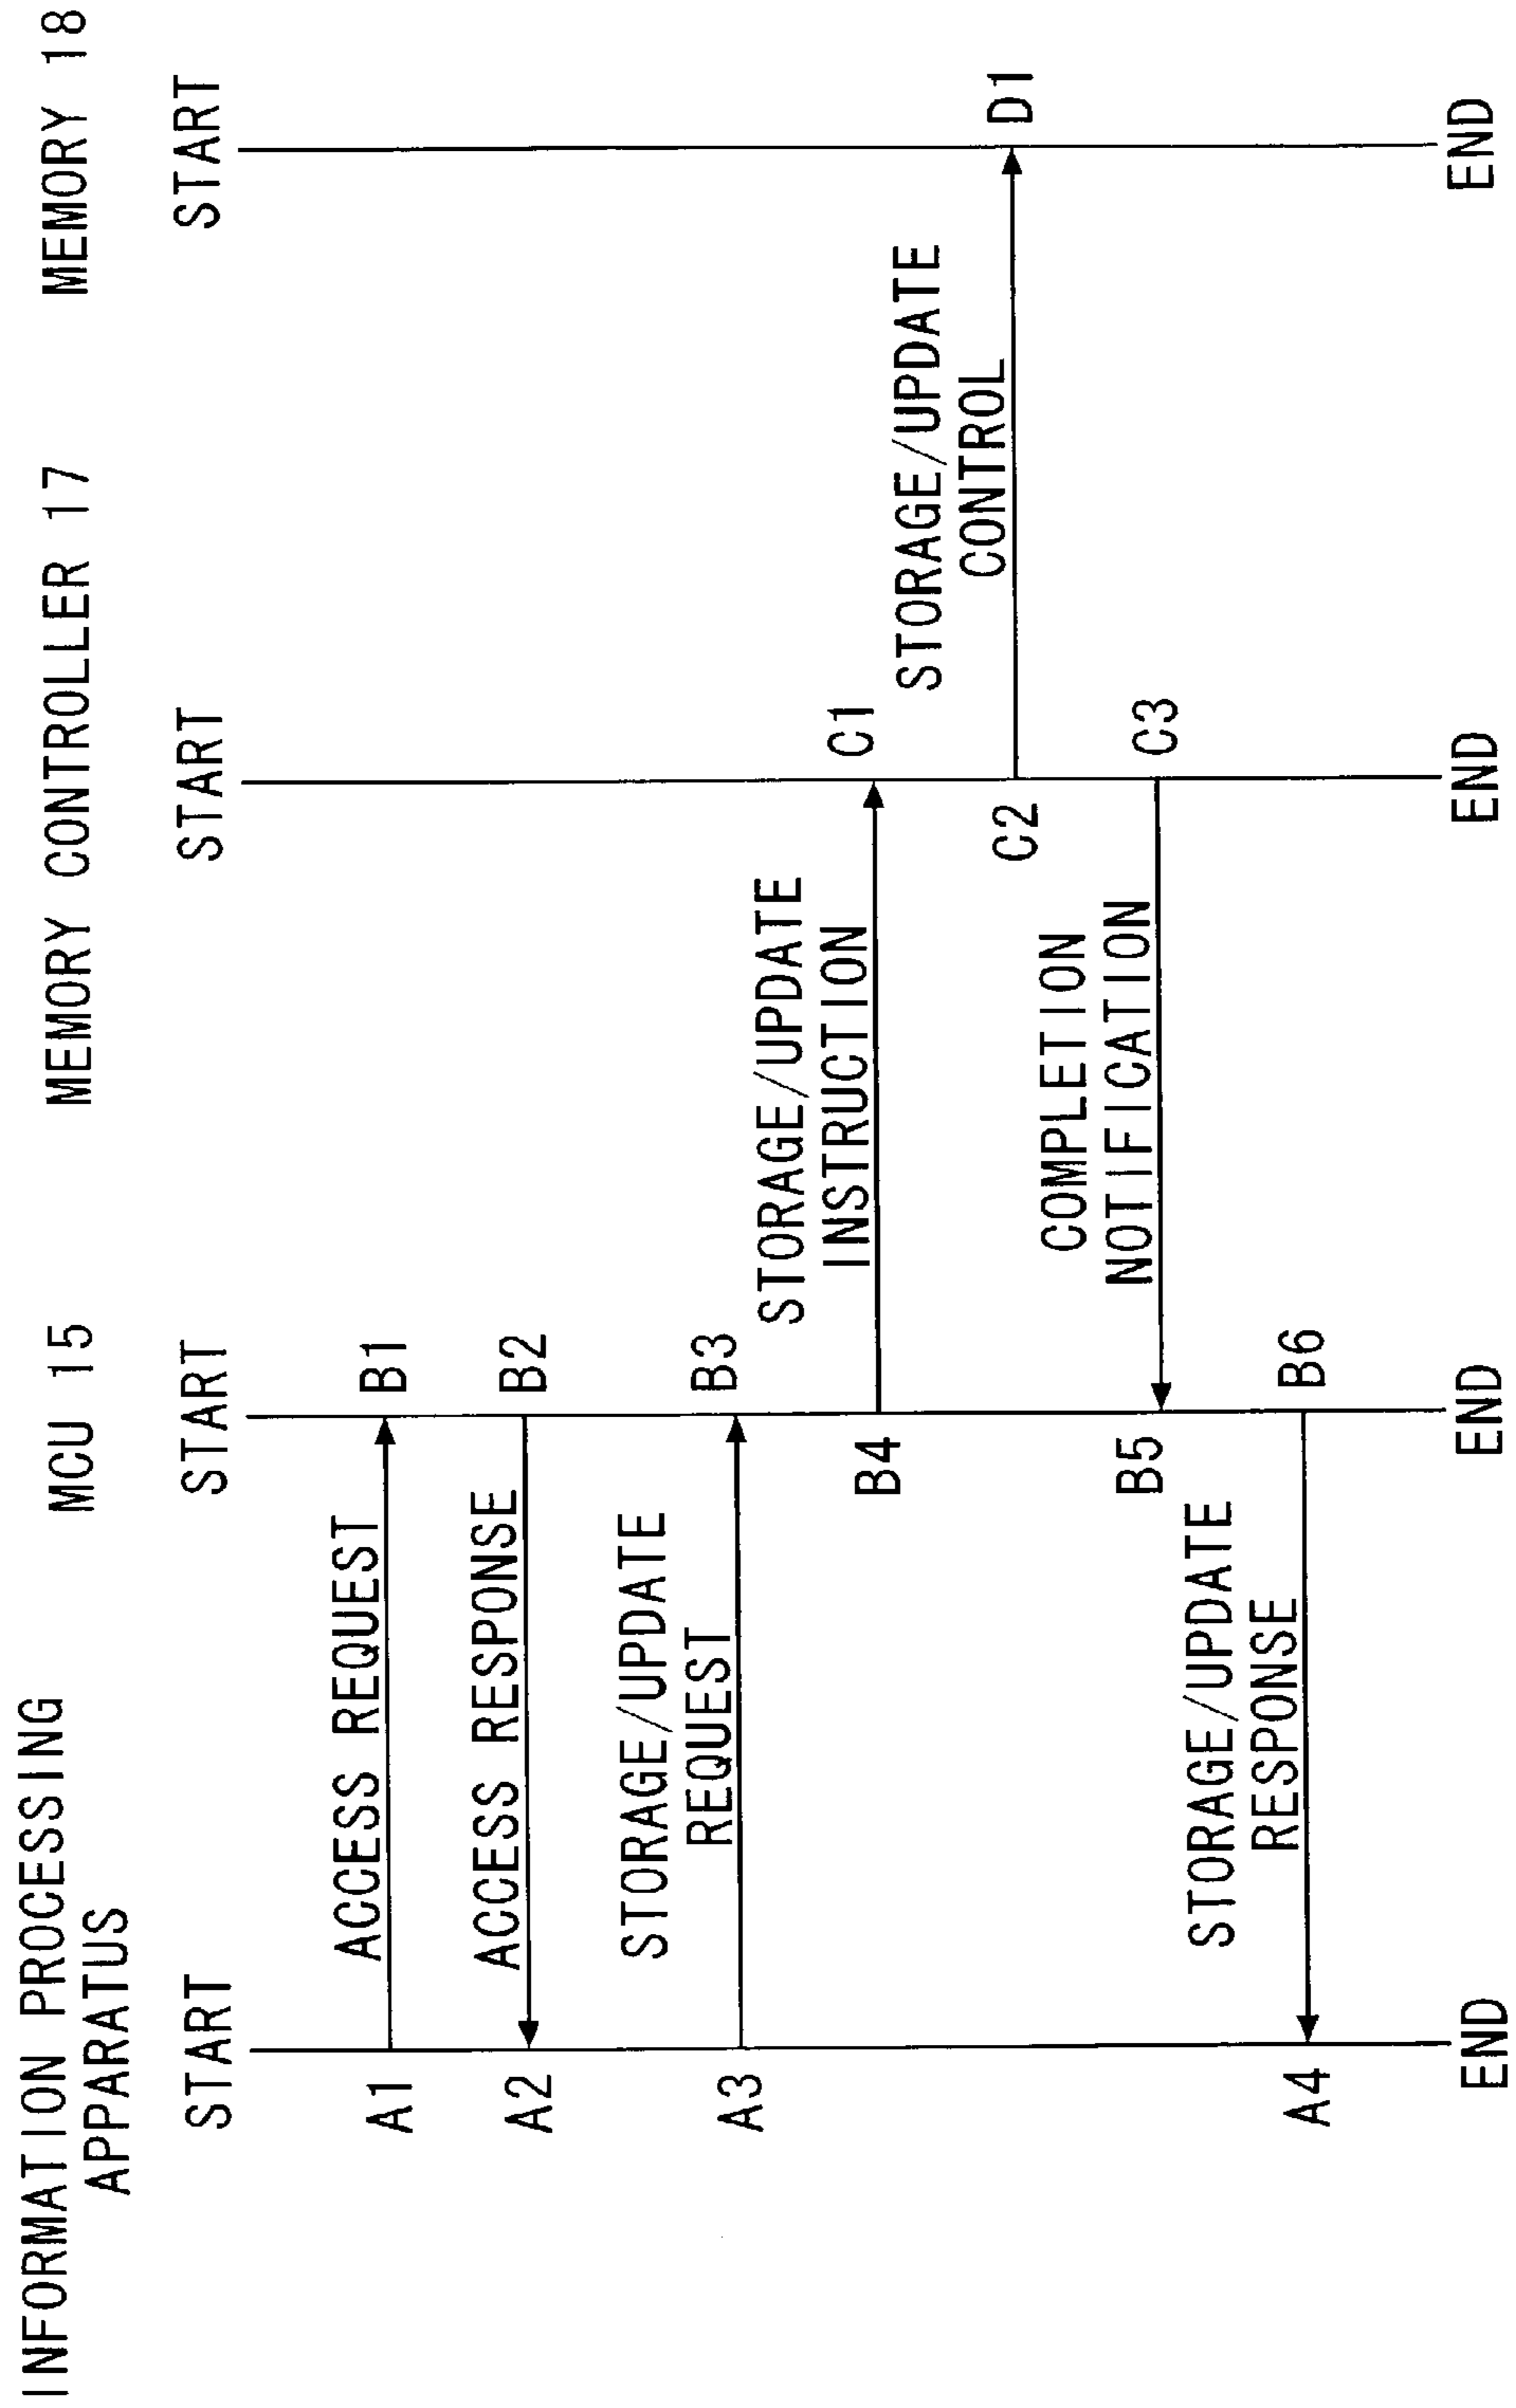 INFORMATION PROCESSING
APPARATUS
MCU 15
MEMORY CONTROLLER 17
MEMORY 18
START
START
START
START
A1
ACCESS REQUEST
B1
A2
ACCESS RESPONSE
B2
A3
STORAGE/UPDATE
REQUEST
B3
B4
STORAGE/UPDATE
INSTRUCTION
C1
C2
STORAGE/UPDATE
CONTROL
D1
B5
COMPLETION
NOTIFICATION
C3
A4
STORAGE/UPDATE
RESPONSE
B6
END
END
END
END